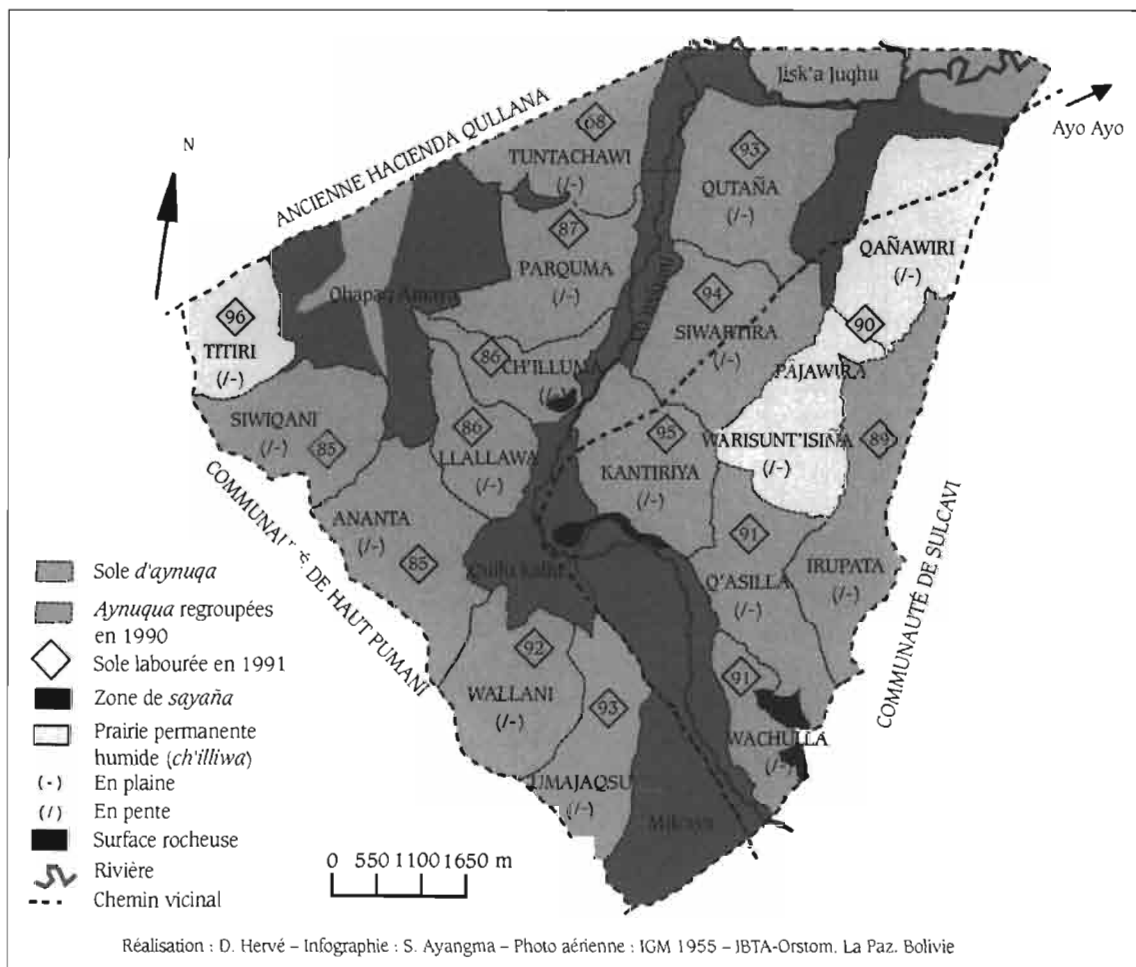 Jisk'a Juqhu
Ayo Ayo
N
ANCIENNE HACIENDA QULLANA
68
TUNTACHAWI
(/-)
93
QUTAÑA
(/-)
87
PARQUMA
(/-)
QAÑAWIRI
(/-)
Qhapaq Amaya
94
SIWARTIRA
(/-)
96
TITIRI
(/-)
90
PAJAWIRA
86
CH'ILLUMA
(/-)
SIWIQANI
(/-)
85
86
LLALLAWA
(/-)
95
KANTIRIYA
(/-)
WARISUNT'ISIÑA
(/-)
89
COMMUNAUTÉ DE HAUT PUMANI
ANANTA
(/-)
85
91
Q'ASILLA
(/-)
IRUPATA
(/-)
COMMUNAUTÉ DE SULCAVI
92
WALLANI
(/-)
93
UMAJAQSU
(/-)
91
WACHULLA
(/-)
Sole d'aynuqa
Aynuqua regroupées
en 1990
Sole labourée en 1991
Zone de sayaña
Prairie permanente
humide (ch'illiwa)
(-) En plaine
(/) En pente
Surface rocheuse
Rivière
Chemin vicinal
0 550 1100 1650 m
Réalisation : D. Hervé – Infographie : S. Ayangma – Photo aérienne : IGM 1955 – IBTA-Orstom. La Paz. Bolivie